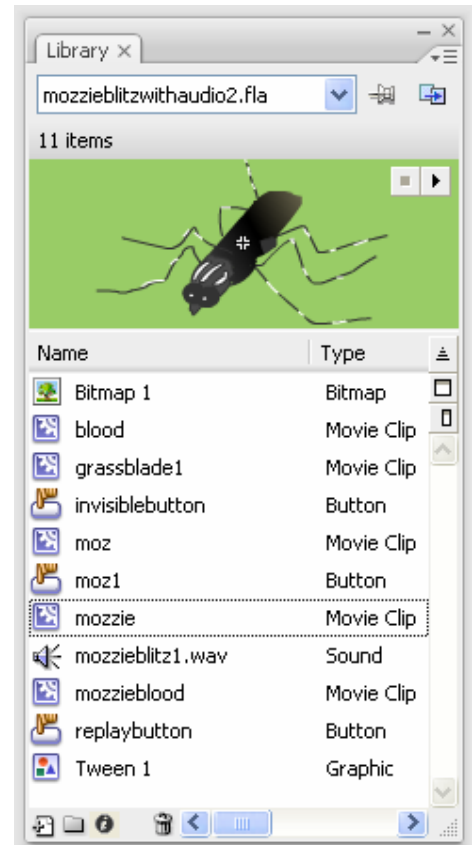 Library
mozzieblitzwithaudio2.fla
11 items
Name Type
Bitmap 1 Bitmap
blood Movie Clip
grassblade1 Movie Clip
invisiblebutton Button
moz Movie Clip
moz1 Button
mozzie Movie Clip
mozzieblitz1.wav Sound
mozzieblood Movie Clip
replaybutton Button
Tween 1 Graphic